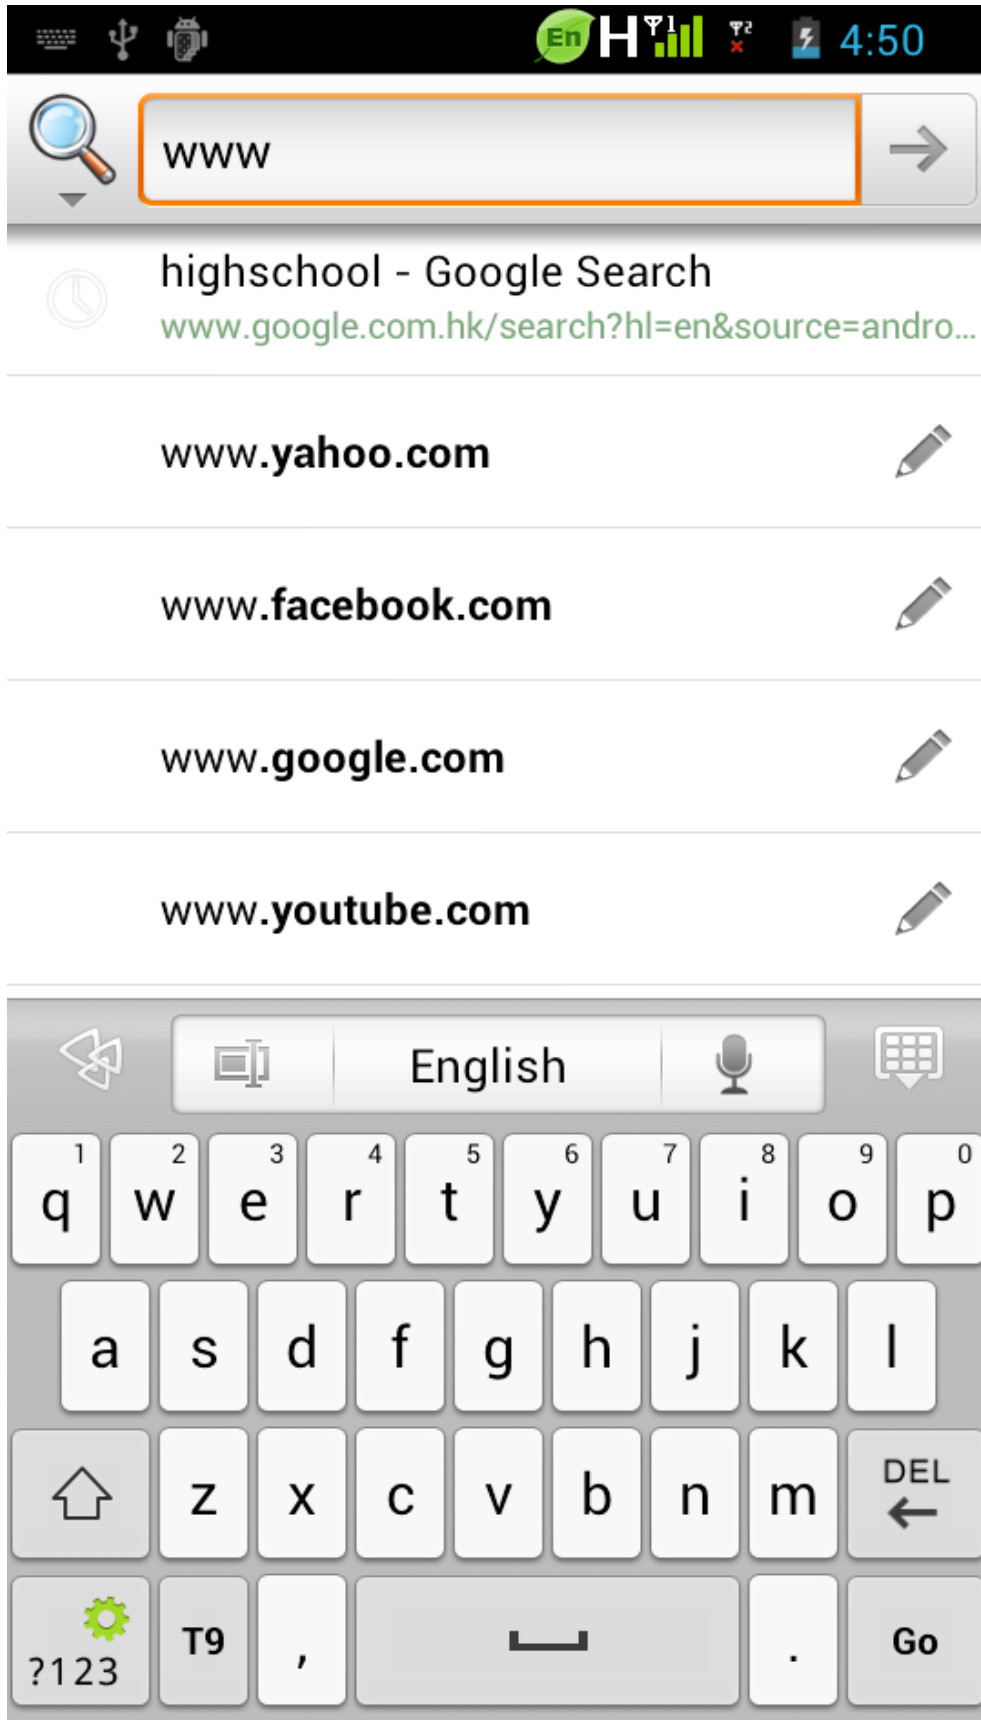 En H 1 2 4:50
www
highschool - Google Search
www.google.com.hk/search?hl=en&source=andro...
www.yahoo.com
www.facebook.com
www.google.com
www.youtube.com
English
1 2 3 4 5 6 7 8 9 0
q w e r t y u i o p
a s d f g h j k l
z x c v b n m DEL
?123 T9 , . Go